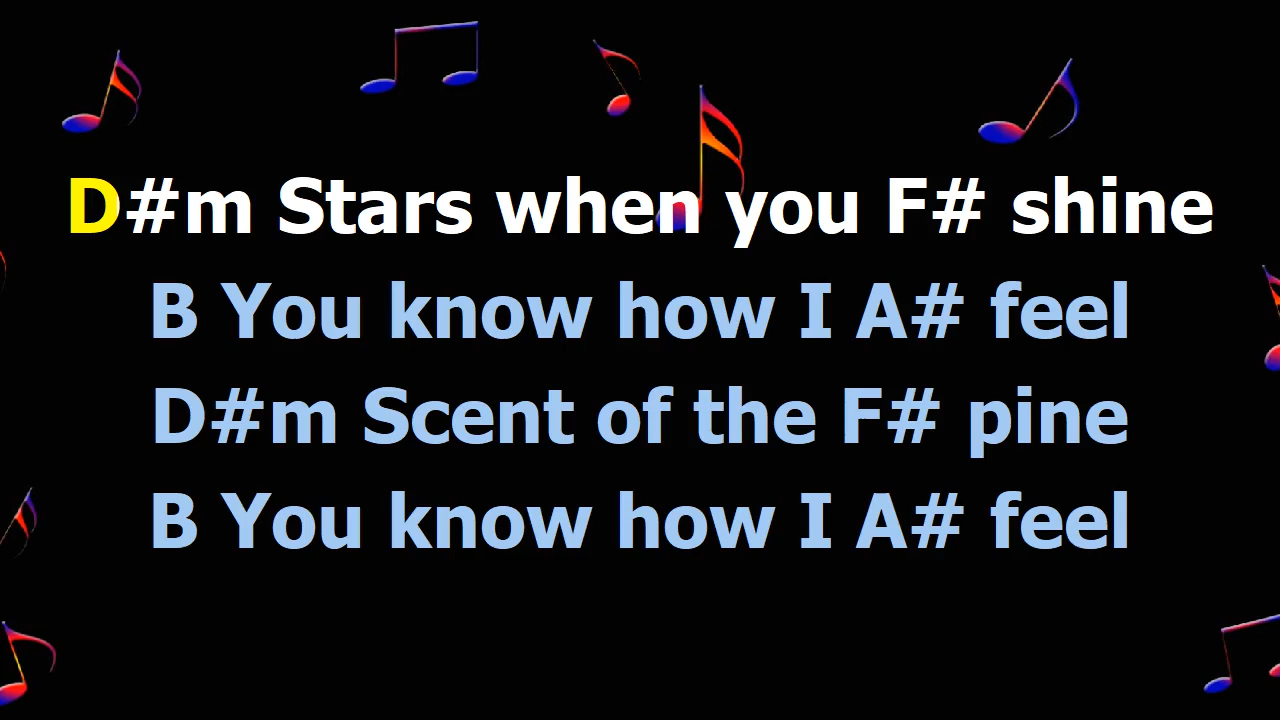 D#m Stars when you F# shine
B You know how I A# feel
D#m Scent of the F# pine
B You know how I A# feel